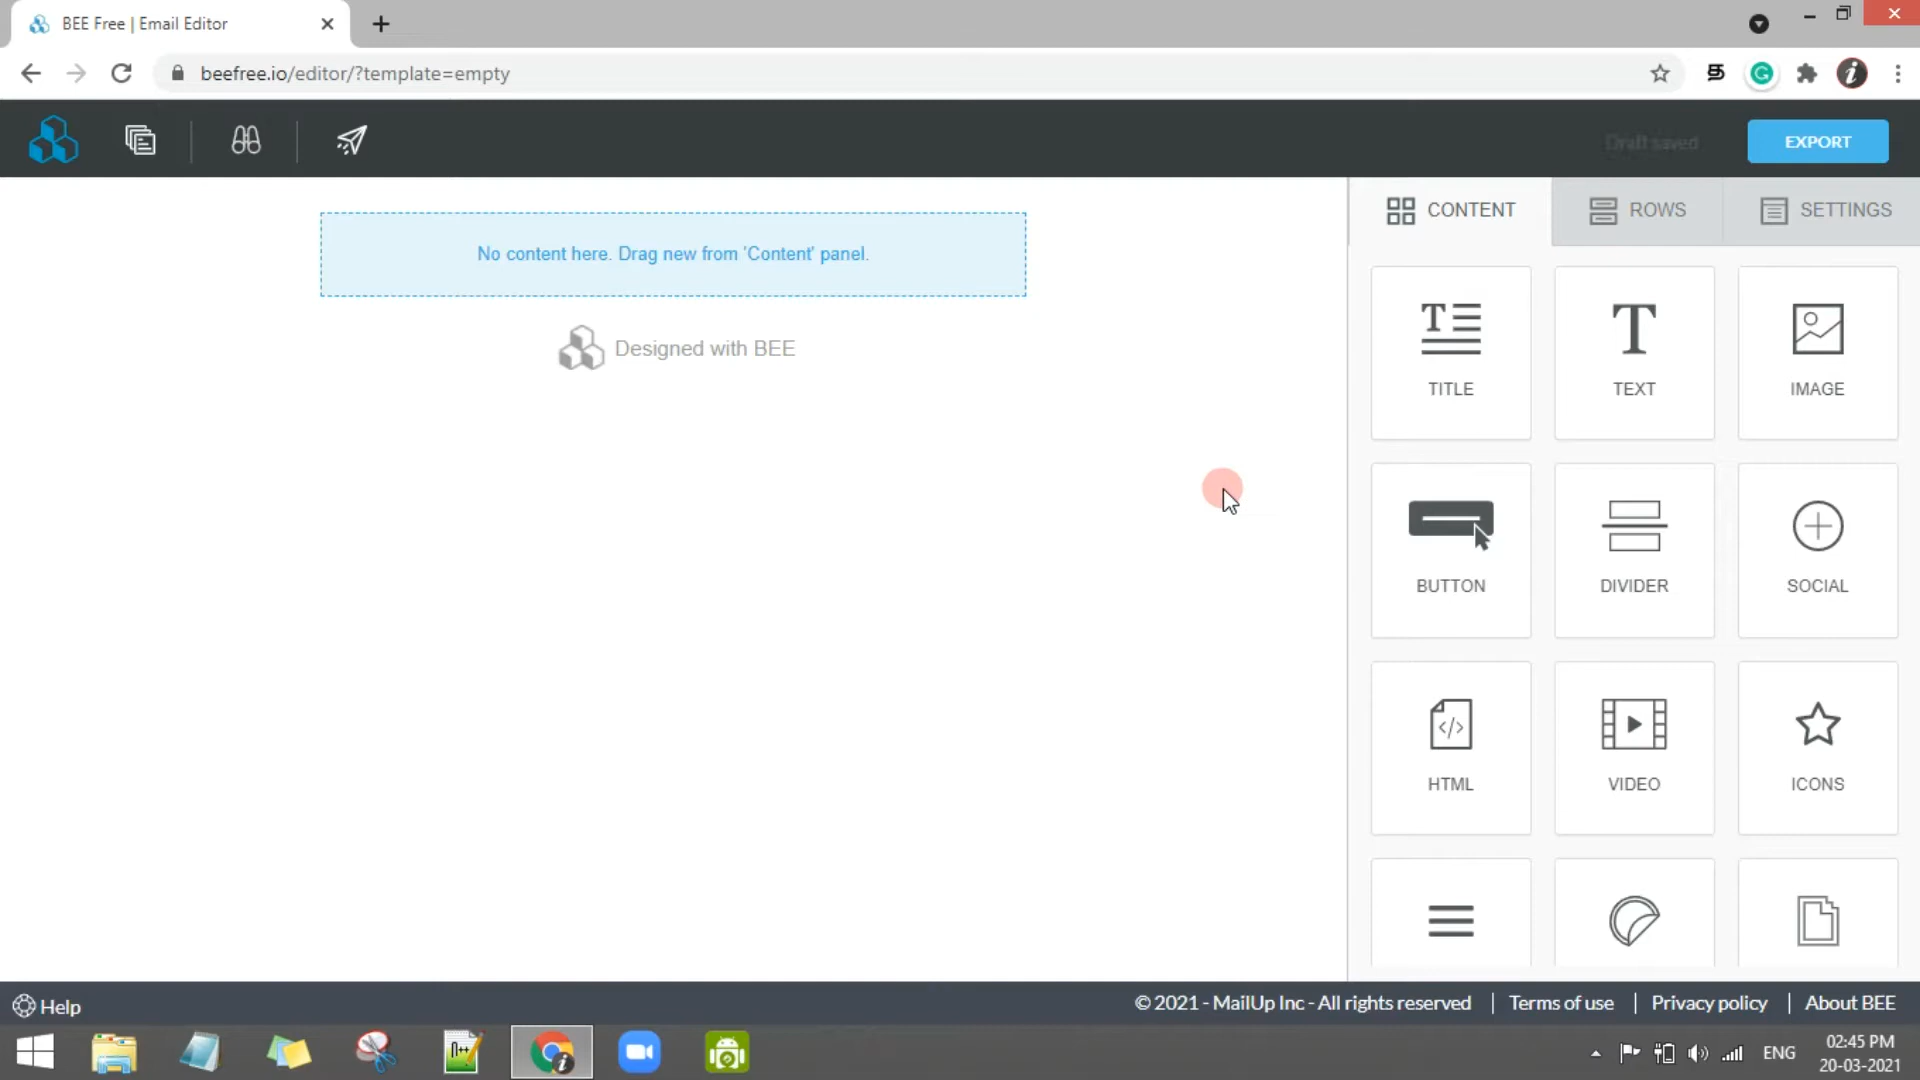 BEE Free | Email Editor
beefree.io/editor/?template=empty
Draft saved
EXPORT
CONTENT
ROWS
SETTINGS
No content here. Drag new from 'Content' panel.
Designed with BEE
TITLE
TEXT
IMAGE
BUTTON
DIVIDER
SOCIAL
HTML
VIDEO
ICONS
Help
© 2021 - MailUp Inc - All rights reserved | Terms of use | Privacy policy | About BEE
ENG
02:45 PM
20-03-2021